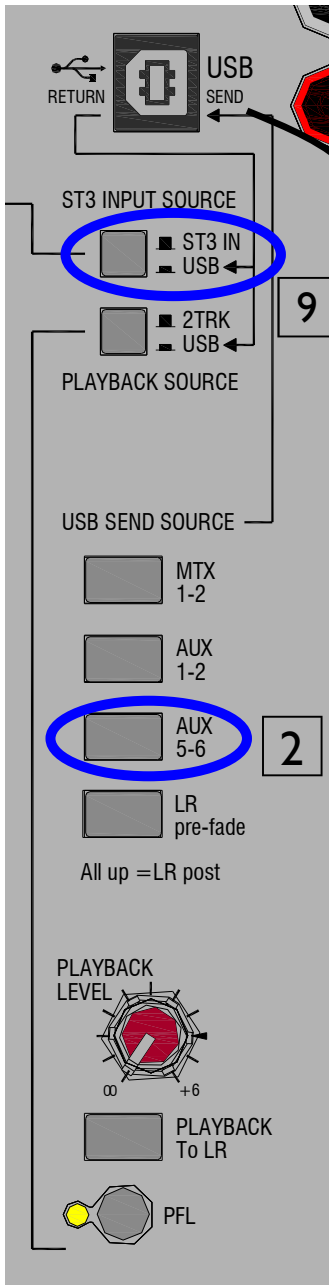 USB
RETURN SEND
ST3 INPUT SOURCE
ST3 IN
USB
9
2TRK
USB
PLAYBACK SOURCE
USB SEND SOURCE
MTX
1-2
AUX
1-2
AUX
5-6
2
LR
pre-fade
All up =LR post
PLAYBACK
LEVEL
∞ +6
PLAYBACK
To LR
PFL